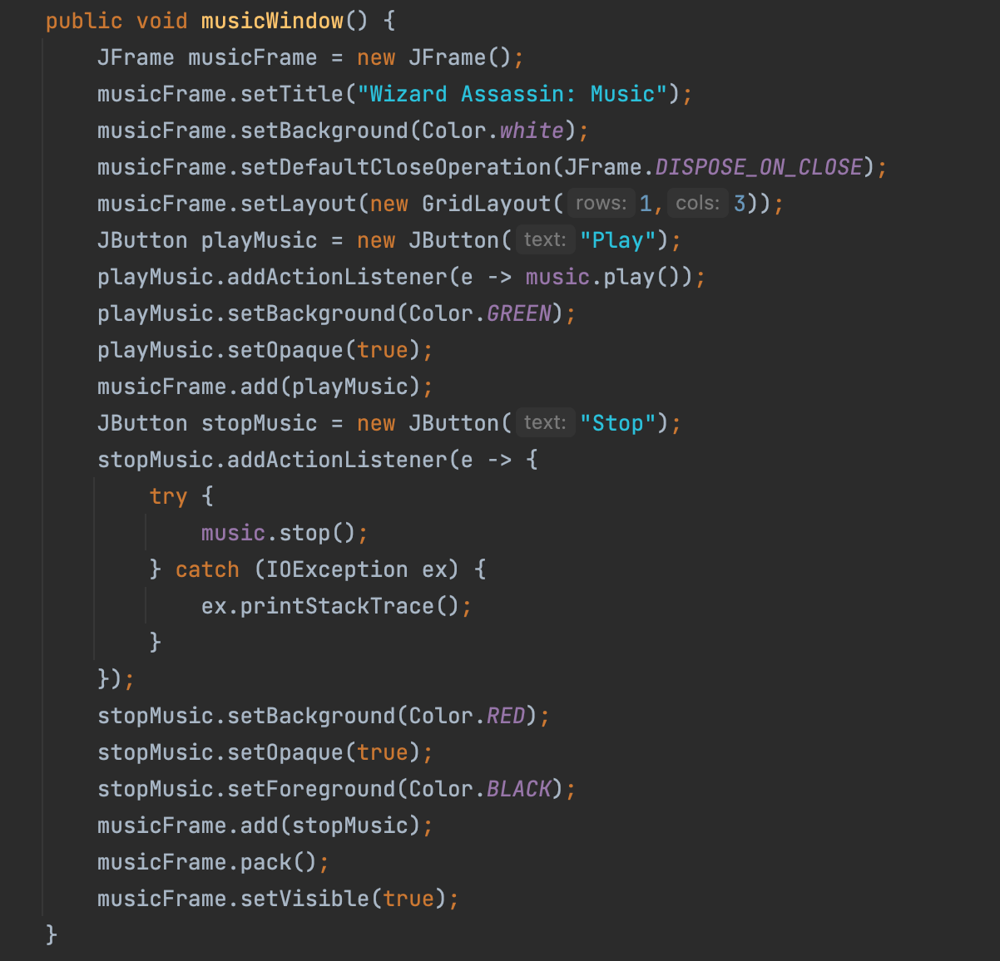 public void musicWindow() {
JFrame musicFrame = new JFrame();
musicFrame.setTitle("Wizard Assassin: Music");
musicFrame.setBackground(Color.white);
musicFrame.setDefaultCloseOperation(JFrame.DISPOSE_ON_CLOSE);
musicFrame.setLayout(new GridLayout( rows: 1, cols: 3));
JButton playMusic = new JButton( text: "Play");
playMusic.addActionListener(e -> music.play());
playMusic.setBackground(Color.GREEN);
playMusic.setOpaque(true);
musicFrame.add(playMusic);
JButton stopMusic = new JButton( text: "Stop");
stopMusic.addActionListener(e -> {
try {
music.stop();
} catch (IOException ex) {
ex.printStackTrace();
}
});
stopMusic.setBackground(Color.RED);
stopMusic.setOpaque(true);
stopMusic.setForeground(Color.BLACK);
musicFrame.add(stopMusic);
musicFrame.pack();
musicFrame.setVisible(true);
}